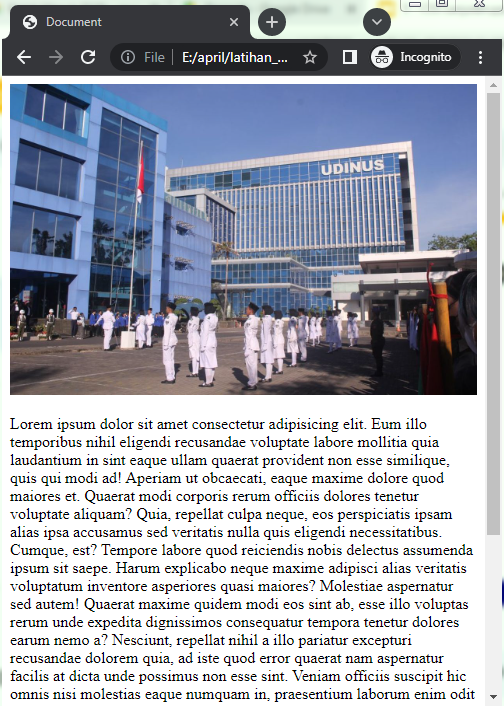 Document
File
E:/april/latihan_...
Incognito
UDINUS
Lorem ipsum dolor sit amet consectetur adipisicing elit. Eum illo
temporibus nihil eligendi recusandae voluptate labore mollitia quia
laudantium in sint eaque ullam quaerat provident non esse similique,
quis qui modi ad! Aperiam ut obcaecati, eaque maxime dolore quod
maiores et. Quaerat modi corporis rerum officiis dolores tenetur
voluptate aliquam? Quia, repellat culpa neque, eos perspiciatis ipsam
alias ipsa accusamus sed veritatis nulla quis eligendi necessitatibus.
Cumque, est? Tempore labore quod reiciendis nobis delectus assumenda
ipsum sit saepe. Harum explicabo neque maxime adipisci alias veritatis
voluptatum inventore asperiores quasi maiores? Molestiae aspernatur
sed autem! Quaerat maxime quidem modi eos sint ab, esse illo voluptas
rerum unde expedita dignissimos consequatur tempora tenetur dolores
earum nemo a? Nesciunt, repellat nihil a illo pariatur excepturi
recusandae dolorem quia, ad iste quod error quaerat nam aspernatur
facilis at dicta unde possimus non esse sint. Veniam officiis suscipit hic
omnis nisi molestias eaque numquam in, praesentium laborum enim odit